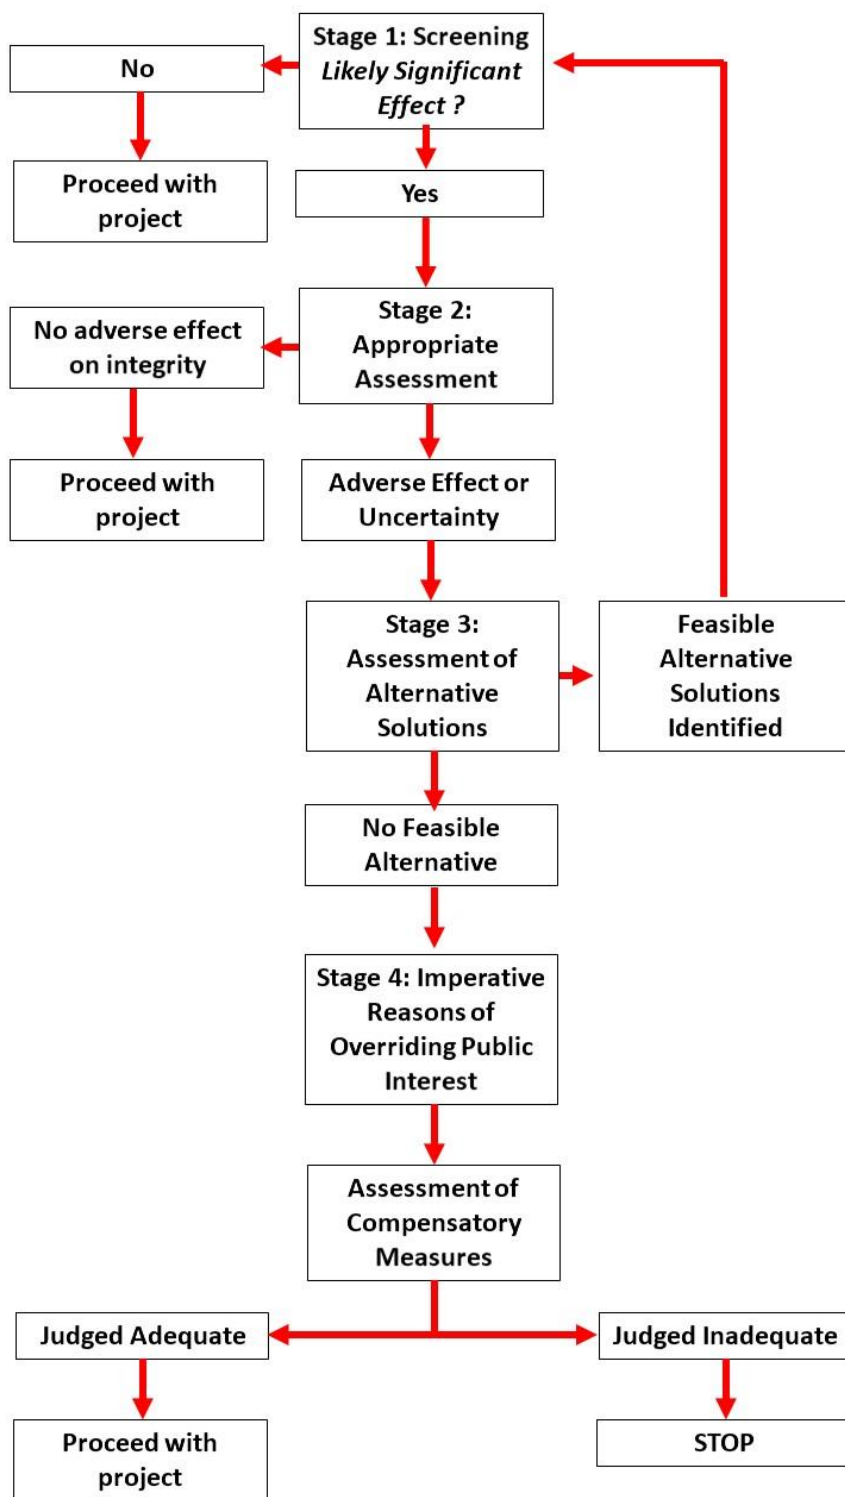 Stage 1: Screening
Likely Significant
Effect ?
No
Proceed with
project
Yes
Stage 2:
Appropriate
Assessment
No adverse effect
on integrity
Proceed with
project
Adverse Effect or
Uncertainty
Stage 3:
Assessment of
Alternative
Solutions
Feasible
Alternative
Solutions
Identified
No Feasible
Alternative
Stage 4: Imperative
Reasons of
Overriding Public
Interest
Assessment of
Compensatory
Measures
Judged Adequate
Judged Inadequate
Proceed with
project
STOP